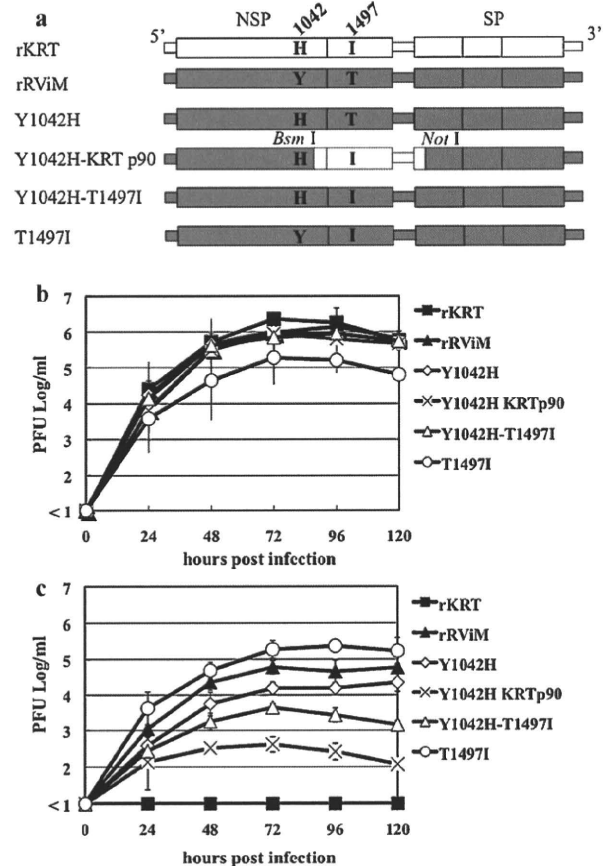 a
NSP 1042 1497 SP
5' 3'
rKRT H I
rRViM Y T
Y1042H H T
Bsm I Not I
Y1042H-KRT p90 H I
Y1042H-T1497I H I
T1497I Y I
b
PFU Log/ml
7
6
5
4
3
2
<1
0 24 48 72 96 120
hours post infection
rKRT
rRViM
Y1042H
Y1042H KRTp90
Y1042H-T1497I
T1497I
c
PFU Log/ml
7
6
5
4
3
2
<1
0 24 48 72 96 120
hours post infection
rKRT
rRViM
Y1042H
Y1042H KRTp90
Y1042H-T1497I
T1497I